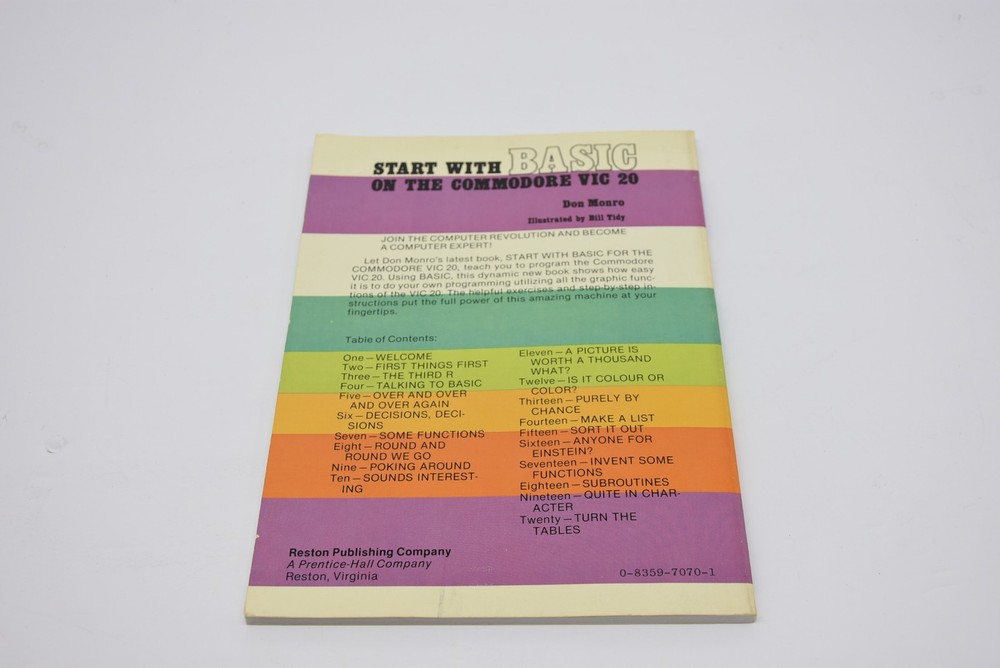 START WITH BASIC
ON THE COMMODORE VIC 20
Don Monro
Illustrated by Bill Tidy
JOIN THE COMPUTER REVOLUTION AND BECOME
A COMPUTER EXPERT!
Let Don Monro's latest book, START WITH BASIC FOR THE
COMMODORE VIC 20, teach you to program the Commodore
VIC 20. Using BASIC, this dynamic new book shows how easy
it is to do your own programming utilizing all the graphic func-
tions of the VIC 20. The helpful exercises and step-by-step in-
structions put the full power of this amazing machine at your
fingertips.
Table of Contents:
One—WELCOME
Two—FIRST THINGS FIRST
Three—THE THIRD R
Four—TALKING TO BASIC
Five—OVER AND OVER
AND OVER AGAIN
Six—DECISIONS, DECI-
SIONS
Seven—SOME FUNCTIONS
Eight—ROUND AND
ROUND WE GO
Nine—POKING AROUND
Ten—SOUNDS INTEREST-
ING
Eleven—A PICTURE IS
WORTH A THOUSAND
WHAT?
Twelve—IS IT COLOUR OR
COLOR?
Thirteen—PURELY BY
CHANCE
Fourteen—MAKE A LIST
Fifteen—SORT IT OUT
Sixteen—ANYONE FOR
EINSTEIN?
Seventeen—INVENT SOME
FUNCTIONS
Eighteen—SUBROUTINES
Nineteen—QUITE IN CHAR-
ACTER
Twenty—TURN THE
TABLES
Reston Publishing Company
A Prentice-Hall Company
Reston, Virginia
0-8359-7070-1